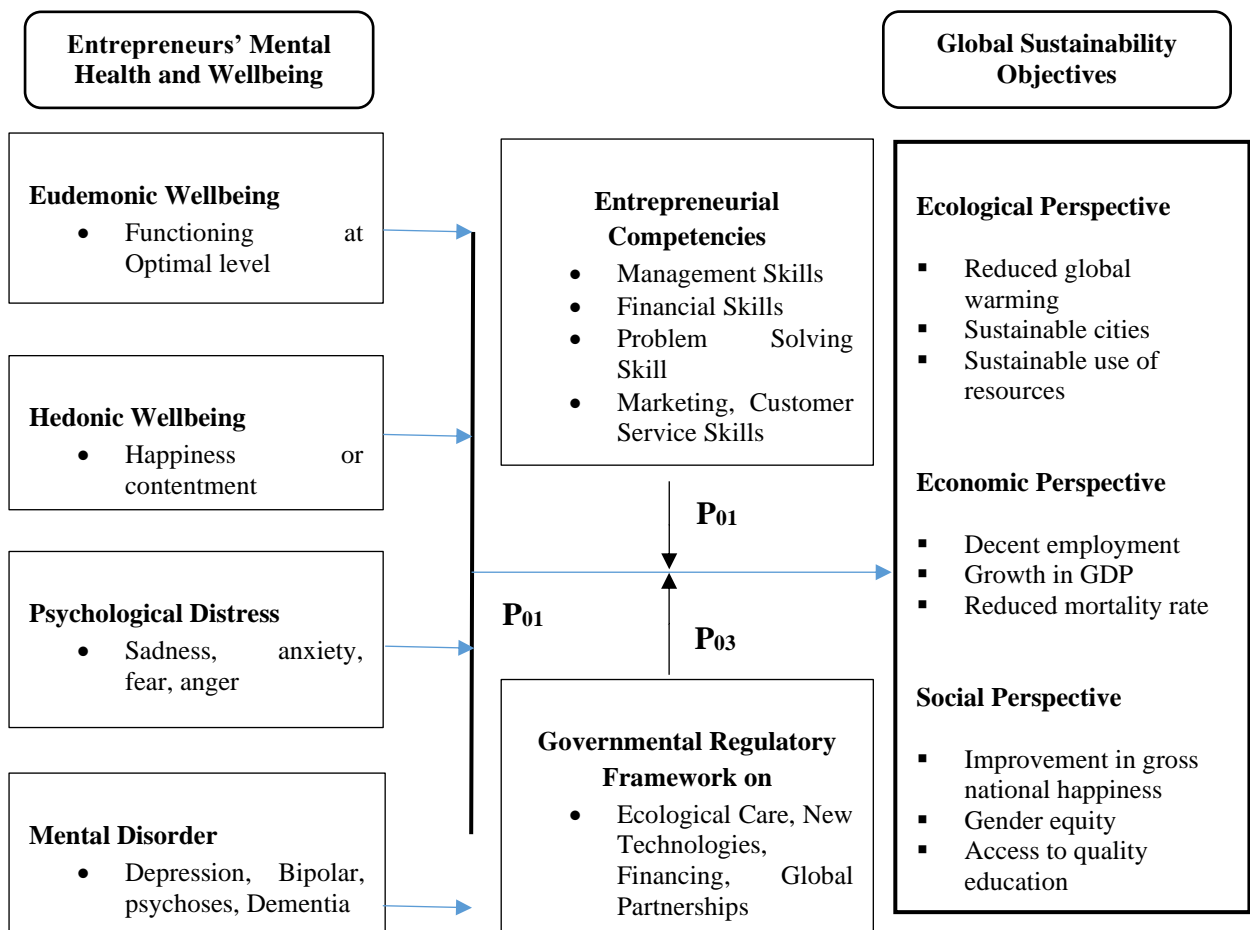 Entrepreneurs’ Mental
Health and Wellbeing
Global Sustainability
Objectives
Eudemonic Wellbeing
• Functioning at
Optimal level
Hedonic Wellbeing
• Happiness or
contentment
Psychological Distress
• Sadness, anxiety,
fear, anger
Mental Disorder
• Depression, Bipolar,
psychoses, Dementia
P01
Entrepreneurial
Competencies
• Management Skills
• Financial Skills
• Problem Solving
Skill
• Marketing, Customer
Service Skills
P01
P03
Governmental Regulatory
Framework on
• Ecological Care, New
Technologies,
Financing, Global
Partnerships
Ecological Perspective
▪ Reduced global
warming
▪ Sustainable cities
▪ Sustainable use of
resources
Economic Perspective
▪ Decent employment
▪ Growth in GDP
▪ Reduced mortality rate
Social Perspective
▪ Improvement in gross
national happiness
▪ Gender equity
▪ Access to quality
education